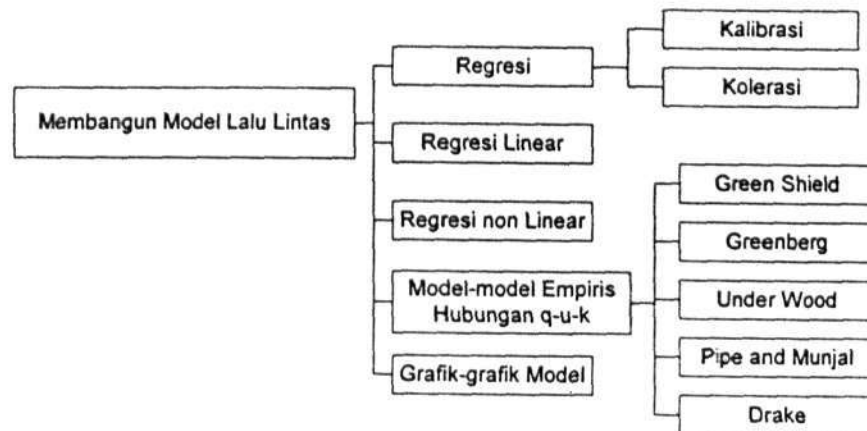 Membangun Model Lalu Lintas
Regresi
Kalibrasi
Kolerasi
Regresi Linear
Regresi non Linear
Model-model Empiris
Hubungan q-u-k
Green Shield
Greenberg
Under Wood
Pipe and Munjal
Drake
Grafik-grafik Model